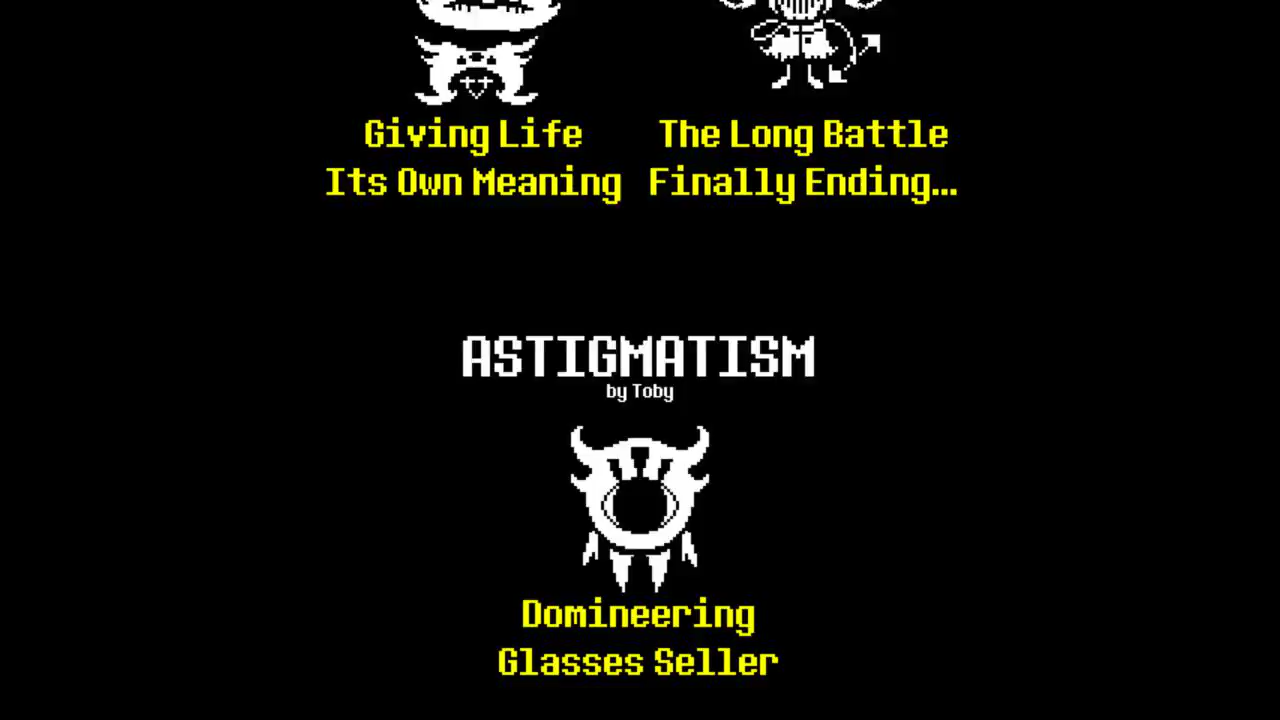 Giving Life
Its Own Meaning
The Long Battle
Finally Ending...
ASTIGMATISM
by Toby
Domineering
Glasses Seller